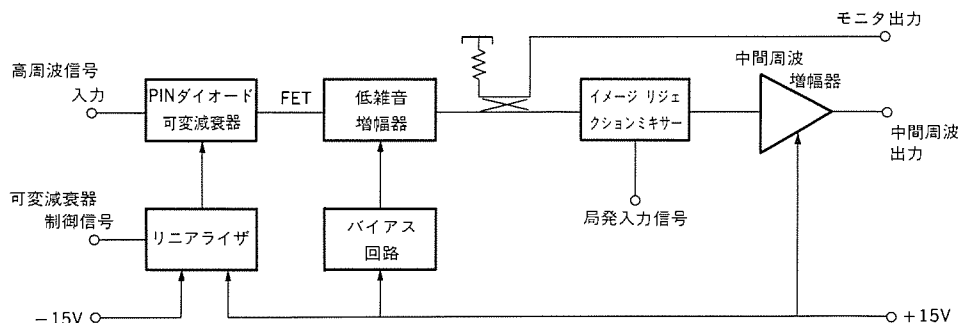 モニタ出力
高周波信号
入力
PINダイオード
可変減衰器
FET
低雑音
増幅器
イメージ リジェ
クションミキサー
中間周波
増幅器
中間周波
出力
可変減衰器
制御信号
リニアライザ
バイアス
回路
局発入力信号
−15V
+15V